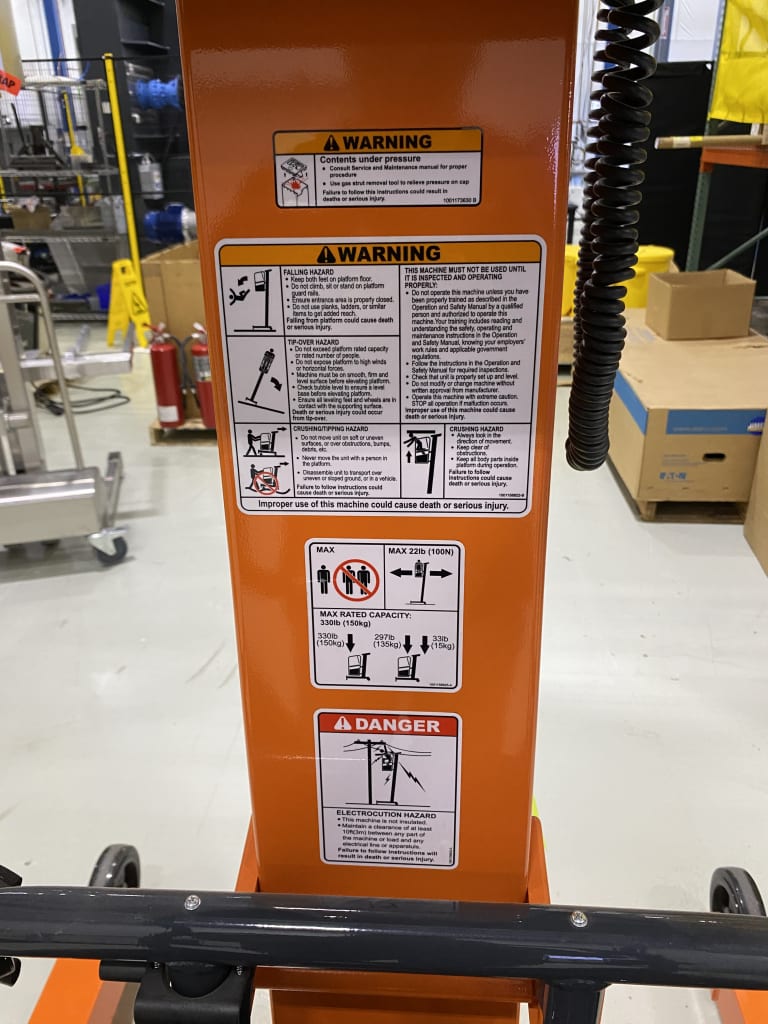 WARNING
Contents under pressure
• Consult Service and Maintenance manual for proper
procedure
• Use gas strut removal tool to relieve pressure on cap
Failure to follow this instructions could result in
deaths or serious injury.
1001173630 B
WARNING
FALLING HAZARD
• Keep both feet on platform floor.
• Do not climb, sit or stand on platform
guard rails.
• Ensure entrance area is properly closed.
• Do not use planks, ladders, or similar
items to get added reach.
Falling from platform could cause death
or serious injury.
TIP-OVER HAZARD
• Do not exceed platform rated capacity
or rated number of people.
• Do not expose platform to high winds
or horizontal forces.
• Machine must be on smooth, firm and
level surface before elevating platform.
• Check bubble level to ensure a level
base before elevating platform.
• Ensure all leveling feet and wheels are in
contact with the supporting surface.
Death or serious injury could occur
from tip-over.
CRUSHING/TIPPING HAZARD
• Do not move unit on soft or uneven
surfaces, or over obstructions, bumps,
debris, etc.
• Never move the unit with a person in
the platform.
• Disassemble unit to transport over
uneven or sloped ground, or in a vehicle.
Failure to follow instructions could
cause death or serious injury.
THIS MACHINE MUST NOT BE USED UNTIL
IT IS INSPECTED AND OPERATING
PROPERLY:
• Do not operate this machine unless you have
been properly trained as described in the
Operation and Safety Manual by a qualified
person and authorized to operate this
machine. Your training includes reading and
understanding the safety, operating and
maintenance instructions in the Operation
and Safety Manual, knowing your employers'
work rules and applicable government
regulations.
• Follow the instructions in the Operation and
Safety Manual for required inspections.
• Check that unit is properly set up and level.
• Do not modify or change machine without
written approval from manufacturer.
• Operate this machine with extreme caution.
STOP all operation if malfunction occurs.
Improper use of this machine could cause
death or serious injury.
CRUSHING HAZARD
• Always look in the
direction of movement.
• Keep clear of
obstructions.
• Keep all body parts inside
platform during operation.
Failure to follow
instructions could cause
death or serious injury.
Improper use of this machine could cause death or serious injury.
MAX
MAX 22lb (100N)
MAX RATED CAPACITY:
330lb (150kg)
330lb
(150kg)
297lb
(135kg)
33lb
(15kg)
DANGER
ELECTROCUTION HAZARD
• This machine is not insulated.
• Maintain a clearance of at least
10ft(3m) between any part of
the machine or load and any
electrical line or apparatus.
Failure to follow instructions will
result in death or serious injury.
EATON